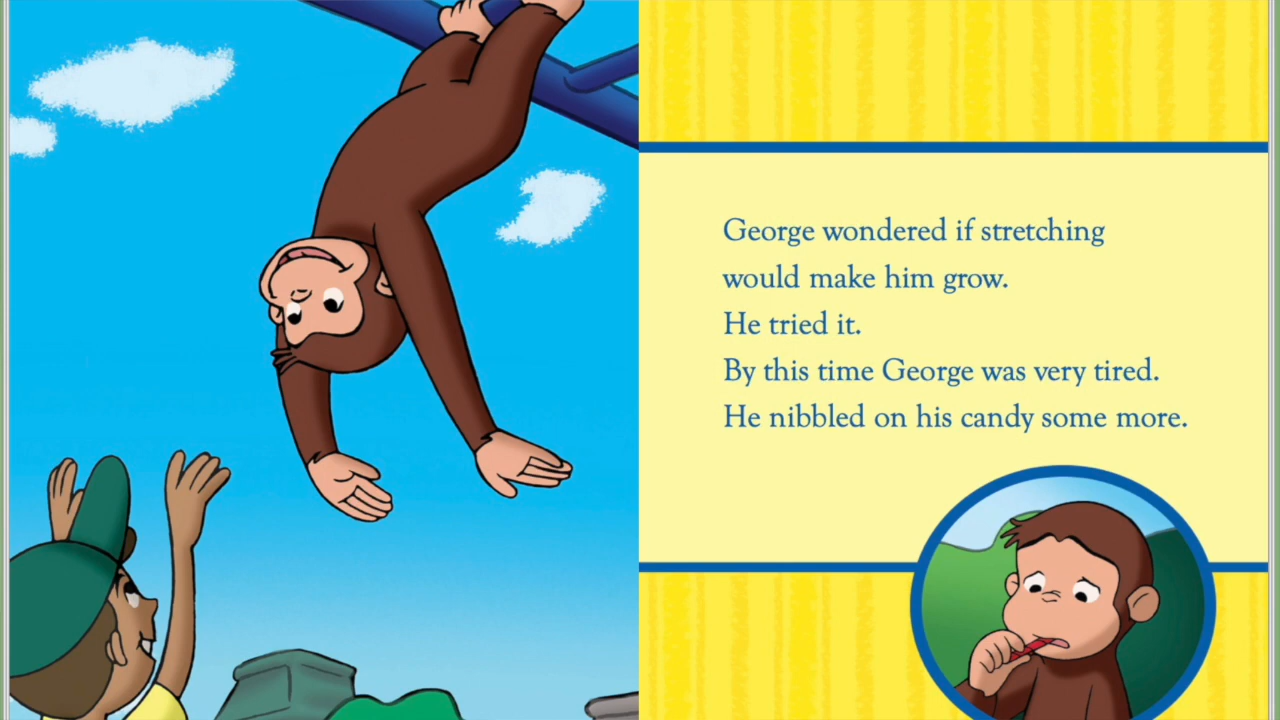 George wondered if stretching
would make him grow.
He tried it.
By this time George was very tired.
He nibbled on his candy some more.